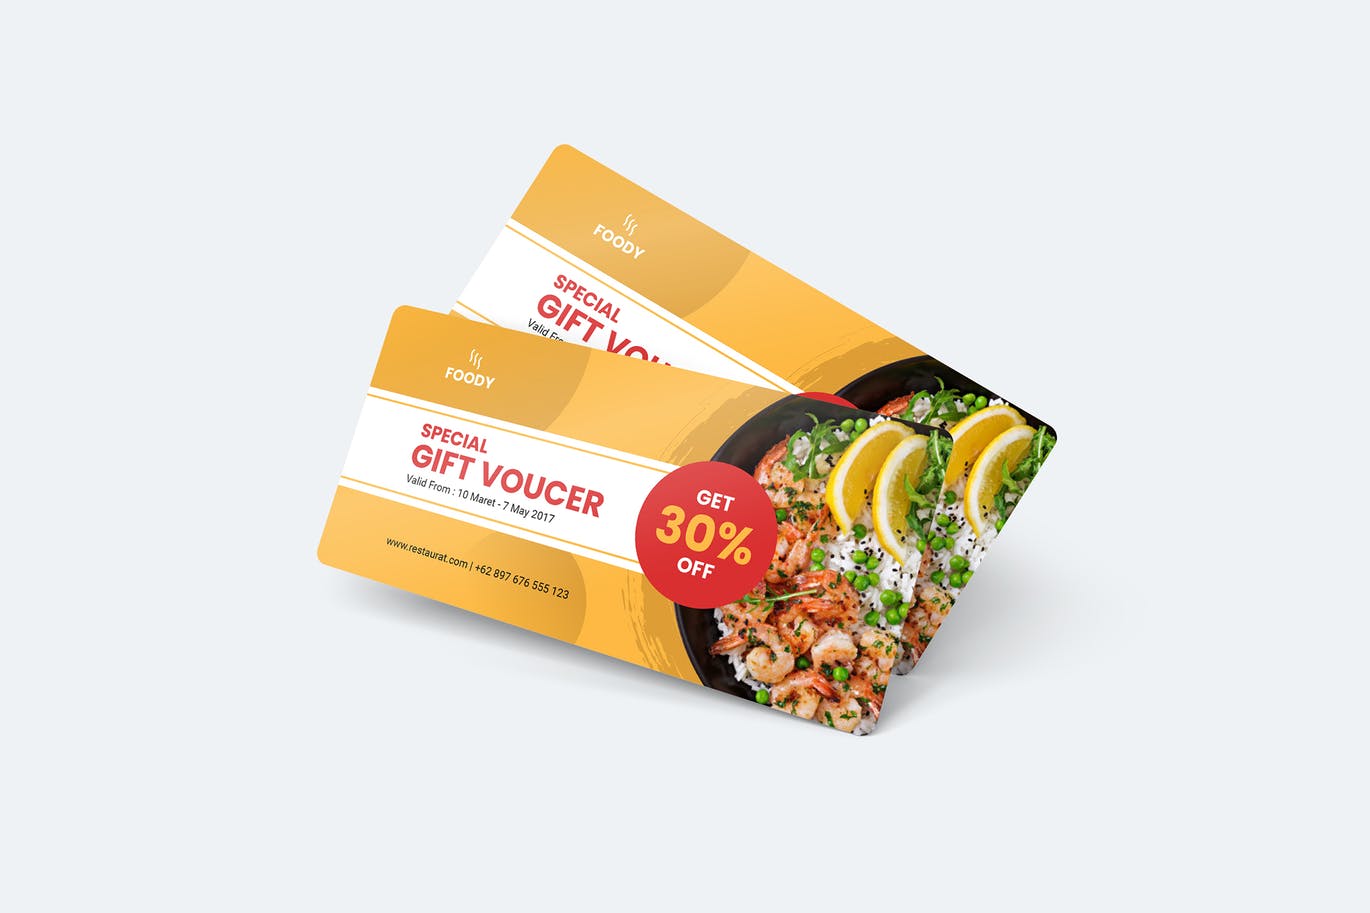 FOODY
SPECIAL
GIFT VOU
Valid Fr
FOODY
SPECIAL
GIFT VOUCER
Valid From : 10 Maret - 7 May 2017
www.restaurat.com | +62 897 676 555 123
GET
30%
OFF